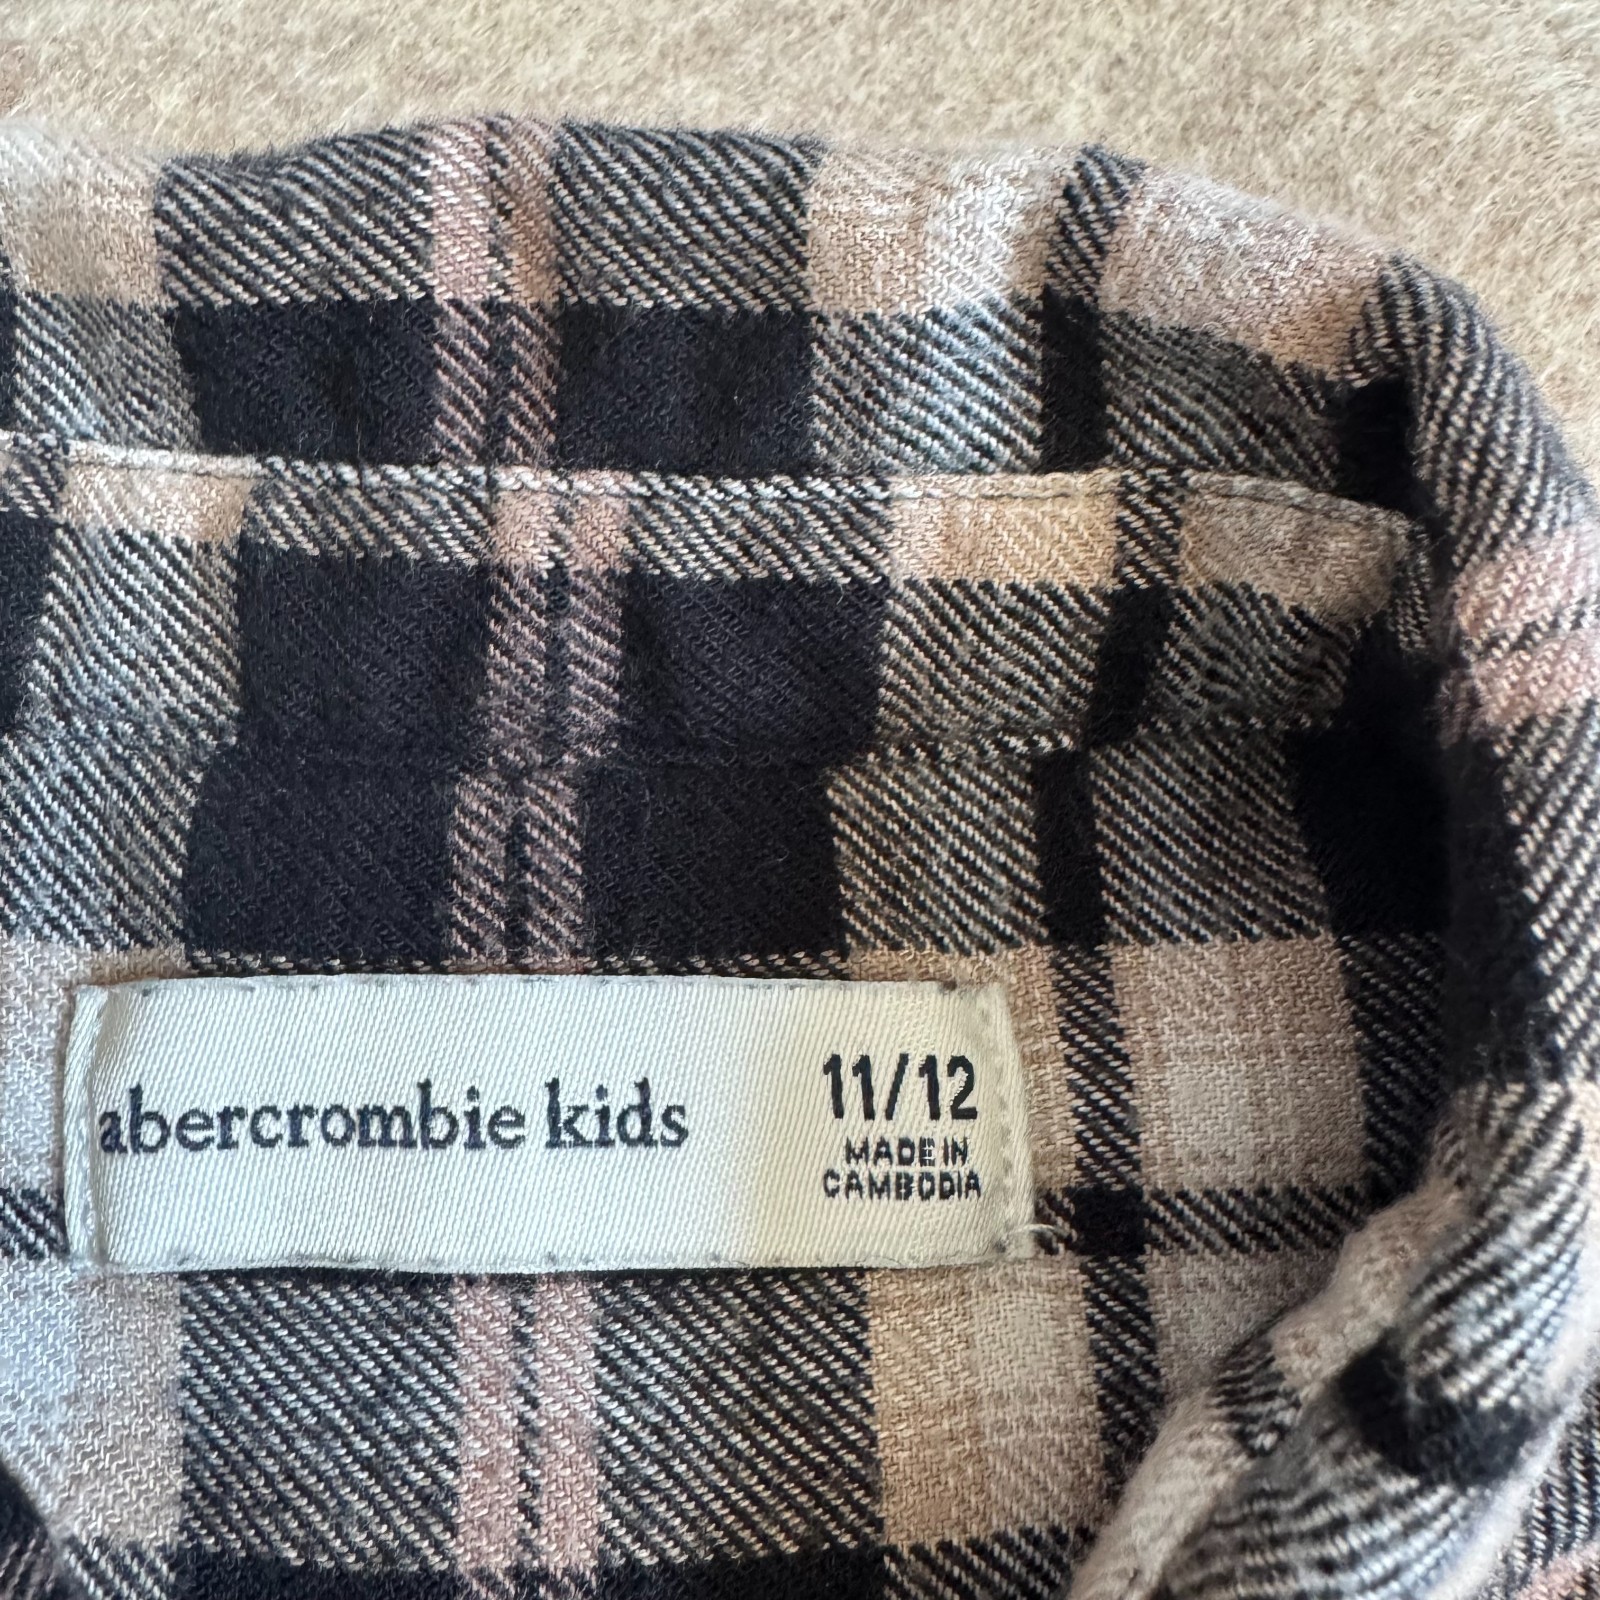 abercrombie kids
11/12
MADE IN
CAMBODIA